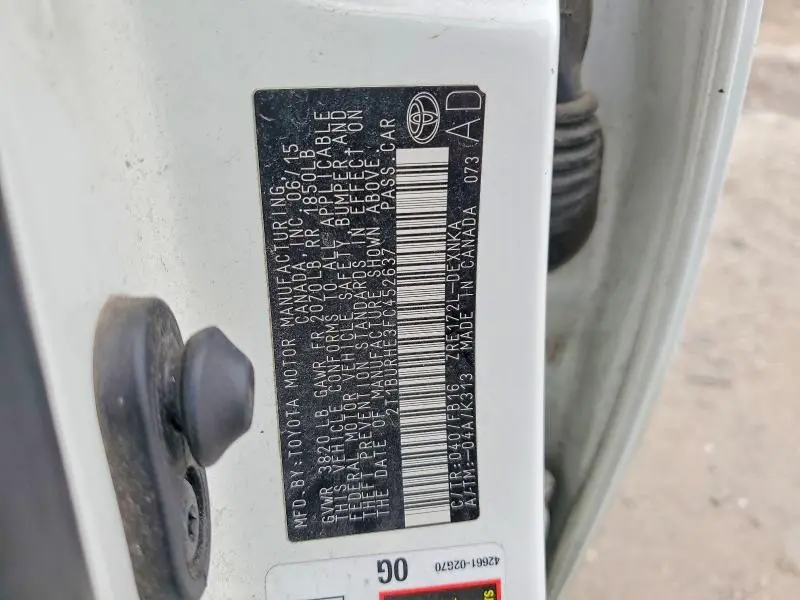 MFD. BY: TOYOTA MOTOR MANUFACTURING
CANADA, INC. 06/15
GVWR 3820 LB GAWR FR 2020LB, RR 1850LB
THIS VEHICLE CONFORMS TO ALL APPLICABLE
FEDERAL MOTOR VEHICLE SAFETY BUMPER AND
THEFT PREVENTION STANDARDS IN EFFECT ON
THE DATE OF MANUFACTURE SHOWN ABOVE.
2T1BURHE3FC452637 PASS.CAR
C/TR:040/FB16 ZRE172L-DEXNKA
A/TM:-04A/K313 MADE IN CANADA 073
AD
0G
42661-02G70